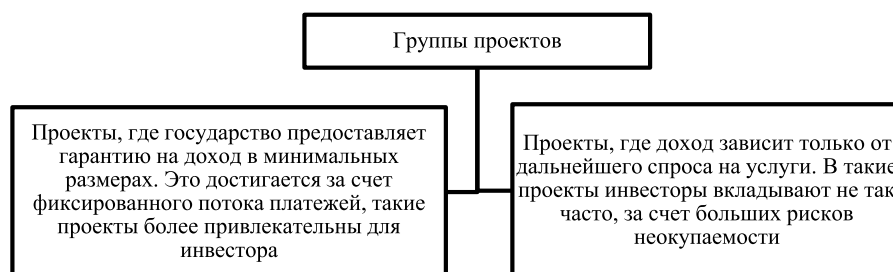 Группы проектов
Проекты, где государство предоставляет
гарантию на доход в минимальных
размерах. Это достигается за счет
фиксированного потока платежей, такие
проекты более привлекательны для
инвестора
Проекты, где доход зависит только от
дальнейшего спроса на услуги. В такие
проекты инвесторы вкладывают не так
часто, за счет больших рисков
неокупаемости